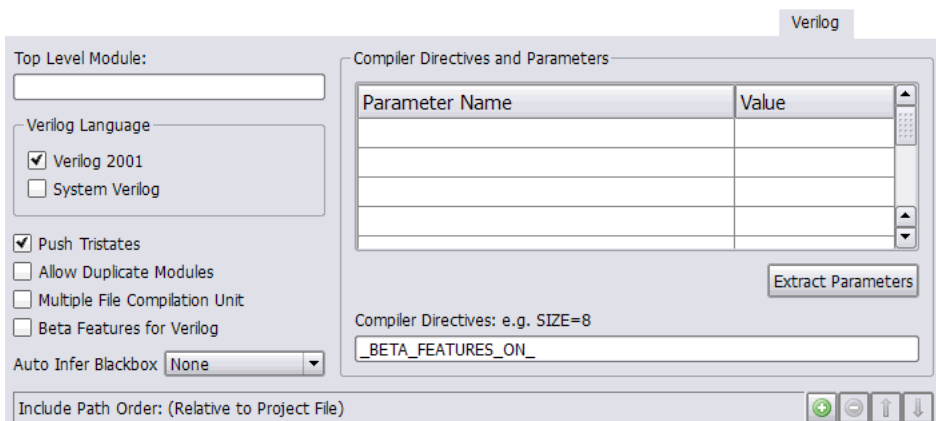 Verilog
Top Level Module:
Verilog Language
Verilog 2001
System Verilog
Push Tristates
Allow Duplicate Modules
Multiple File Compilation Unit
Beta Features for Verilog
Auto Infer Blackbox None
Compiler Directives and Parameters
Parameter Name Value
Extract Parameters
Compiler Directives: e.g. SIZE=8
_BETA_FEATURES_ON_
Include Path Order: (Relative to Project File)